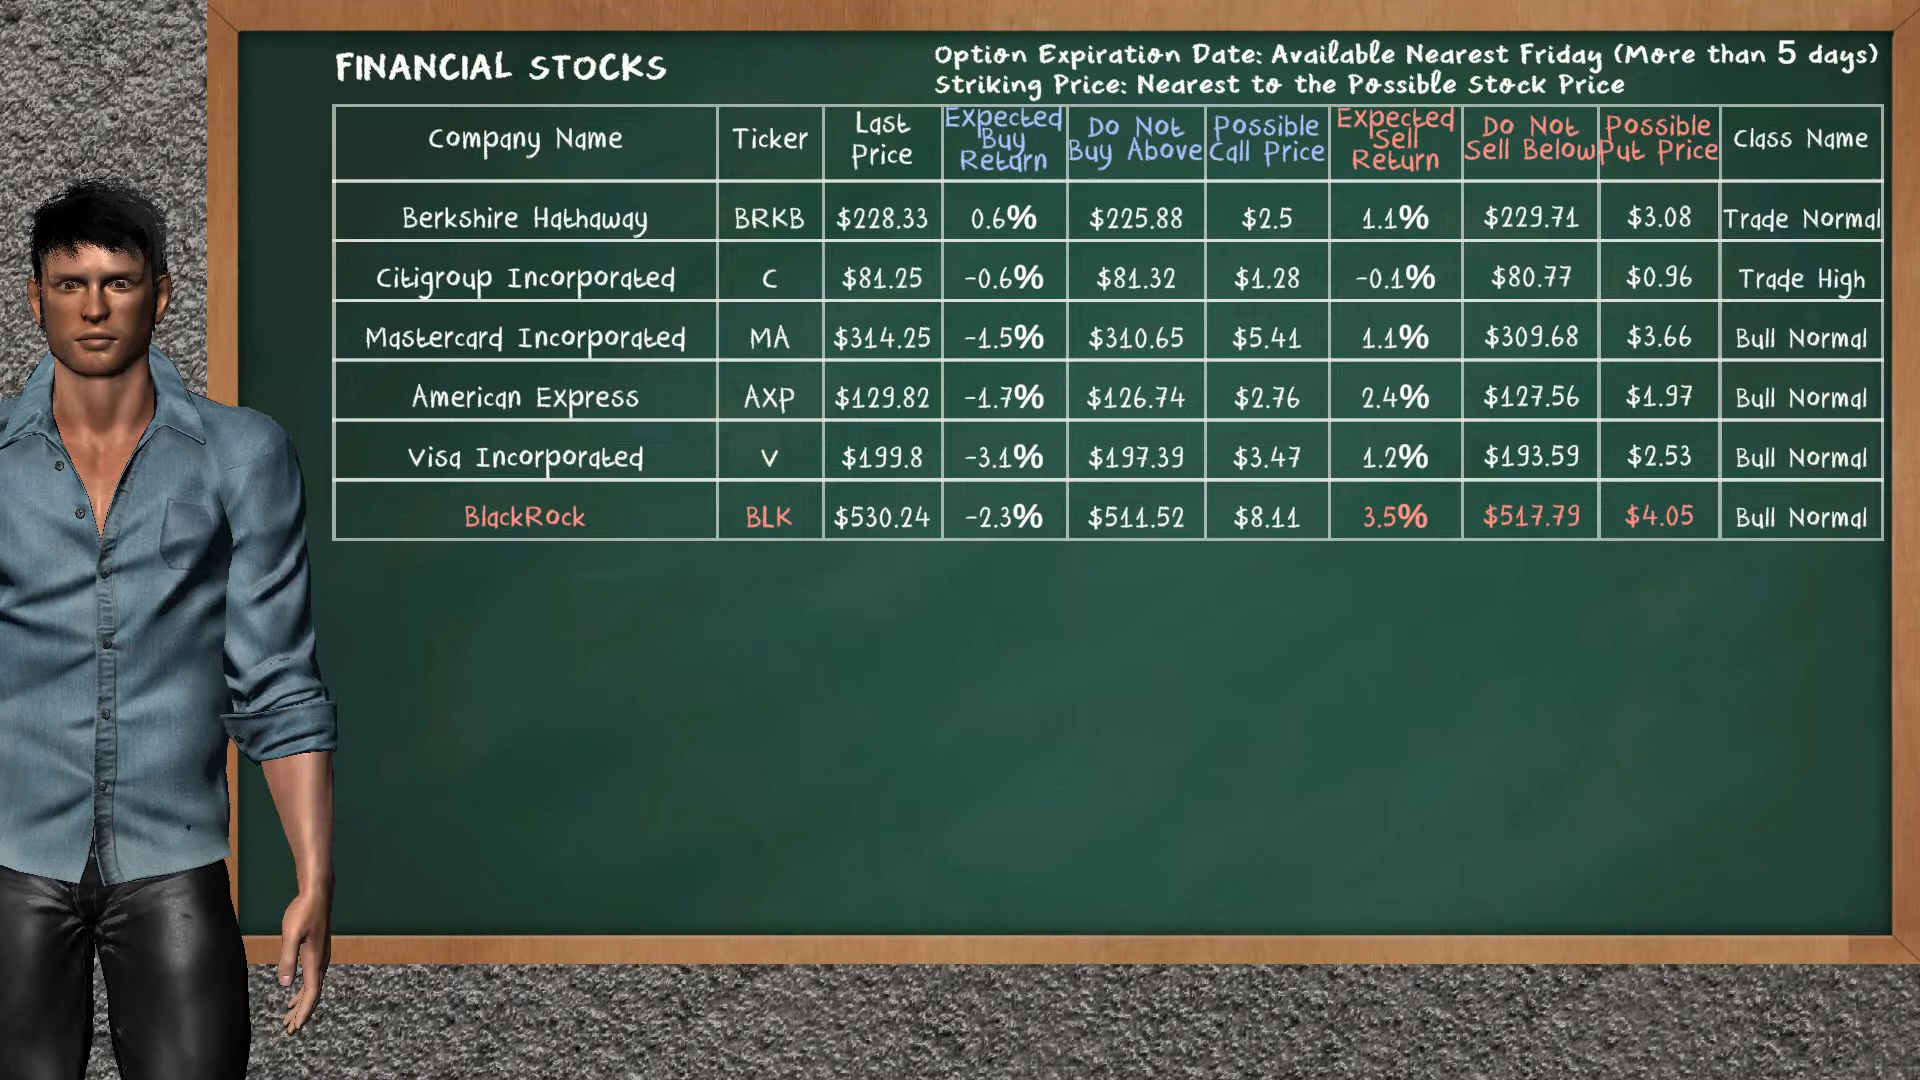 FINANCIAL STOCKS
Option Expiration Date: Available Nearest Friday (More than 5 days)
Striking Price: Nearest to the Possible Stock Price
Company Name Ticker Last Price Expected Buy Return Do Not Buy Above Possible Call Price Expected Sell Return Do Not Sell Below Possible Put Price Class Name
Berkshire Hathaway BRKB $228.33 0.6% $225.88 $2.5 1.1% $229.71 $3.08 Trade Normal
Citigroup Incorporated C $81.25 -0.6% $81.32 $1.28 -0.1% $80.77 $0.96 Trade High
Mastercard Incorporated MA $314.25 -1.5% $310.65 $5.41 1.1% $309.68 $3.66 Bull Normal
American Express AXP $129.82 -1.7% $126.74 $2.76 2.4% $127.56 $1.97 Bull Normal
Visa Incorporated V $199.8 -3.1% $197.39 $3.47 1.2% $193.59 $2.53 Bull Normal
BlackRock BLK $530.24 -2.3% $511.52 $8.11 3.5% $517.79 $4.05 Bull Normal